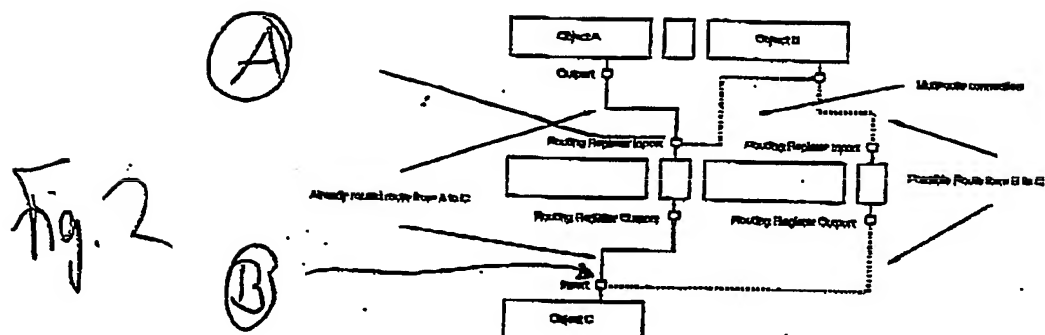 A
Object A
Object B
Outport
Multiroute connection
Routing Register Inport
Routing Register Inport
Fig. 2
Already routed route from A to C
Possible Route from B to C
Routing Register Outport
Routing Register Outport
B
Inport
Object C